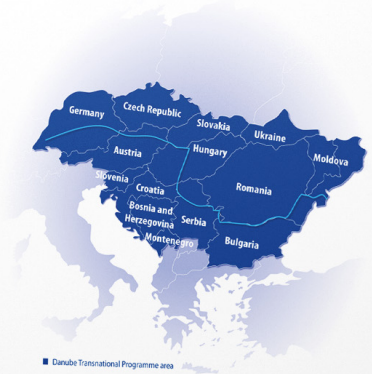 Germany
Czech Republic
Slovakia
Ukraine
Austria
Hungary
Moldova
Slovenia
Croatia
Romania
Bosnia and
Herzegovina
Serbia
Montenegro
Bulgaria
Danube Transnational Programme area